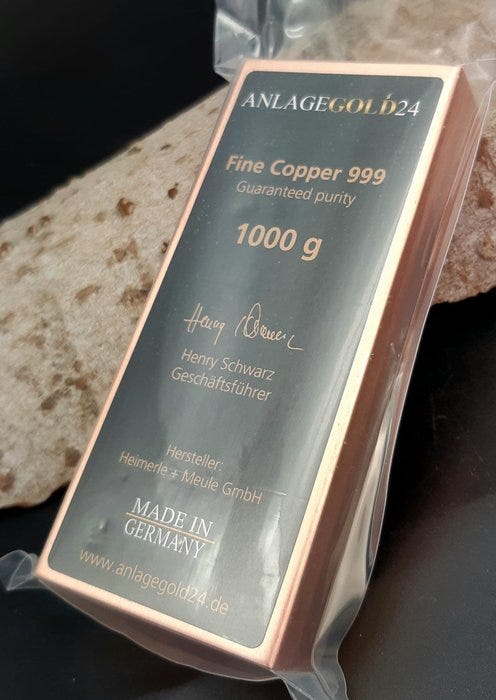 ANLAGEGOLD24
Fine Copper 999
Guaranteed purity
1000 g
Henry Schwarz
Geschäftsführer
Hersteller:
Heimerle + Meule GmbH
MADE IN
GERMANY
www.anlagegold24.de